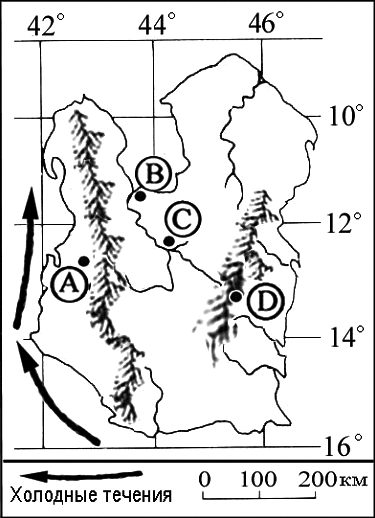 42° 44° 46°
10°
B
C
12°
A
D
14°
16°
Холодные течения
0 100 200 км